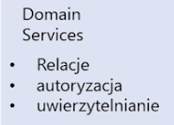 Domain
Services
• Relacje
• autoryzacja
• uwierzytelnianie